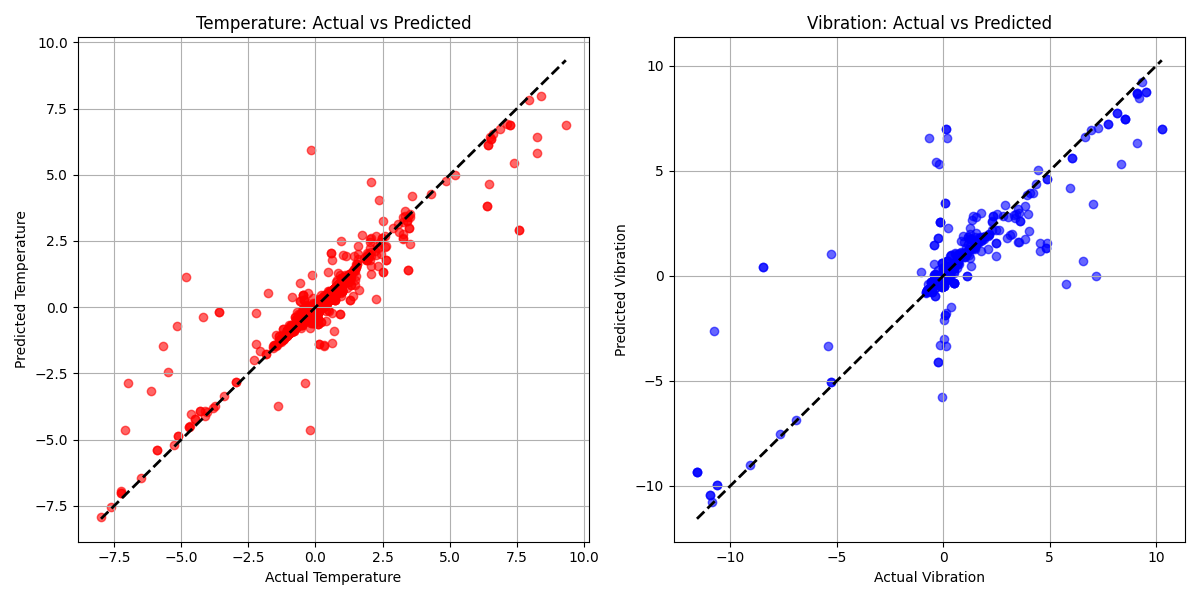 Temperature: Actual vs Predicted
Predicted Temperature
10.0
7.5
5.0
2.5
0.0
−2.5
−5.0
−7.5
−7.5 −5.0 −2.5 0.0 2.5 5.0 7.5 10.0
Actual Temperature
Vibration: Actual vs Predicted
Predicted Vibration
10
5
0
−5
−10
−10 −5 0 5 10
Actual Vibration